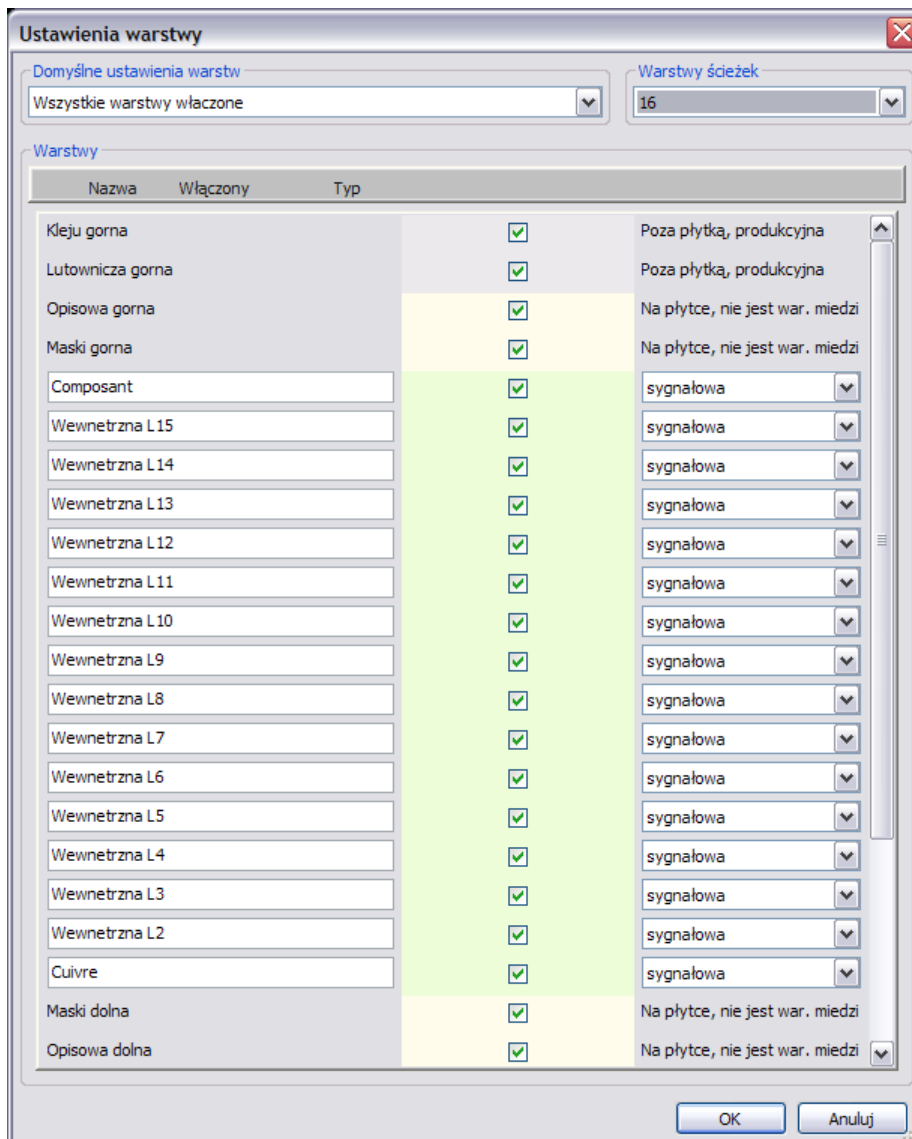 Ustawienia warstwy
Domyślne ustawienia warstw
Warstwy ścieżek
Wszystkie warstwy właczone
16
Warstwy
Nazwa Włączony Typ
Kleju gorna Poza płytką, produkcyjna
Lutownicza gorna Poza płytką, produkcyjna
Opisowa gorna Na płytce, nie jest war. miedzi
Maski gorna Na płytce, nie jest war. miedzi
Composant sygnałowa
Wewnetrzna L15 sygnałowa
Wewnetrzna L14 sygnałowa
Wewnetrzna L13 sygnałowa
Wewnetrzna L12 sygnałowa
Wewnetrzna L11 sygnałowa
Wewnetrzna L10 sygnałowa
Wewnetrzna L9 sygnałowa
Wewnetrzna L8 sygnałowa
Wewnetrzna L7 sygnałowa
Wewnetrzna L6 sygnałowa
Wewnetrzna L5 sygnałowa
Wewnetrzna L4 sygnałowa
Wewnetrzna L3 sygnałowa
Wewnetrzna L2 sygnałowa
Cuivre sygnałowa
Maski dolna Na płytce, nie jest war. miedzi
Opisowa dolna Na płytce, nie jest war. miedzi
OK Anuluj